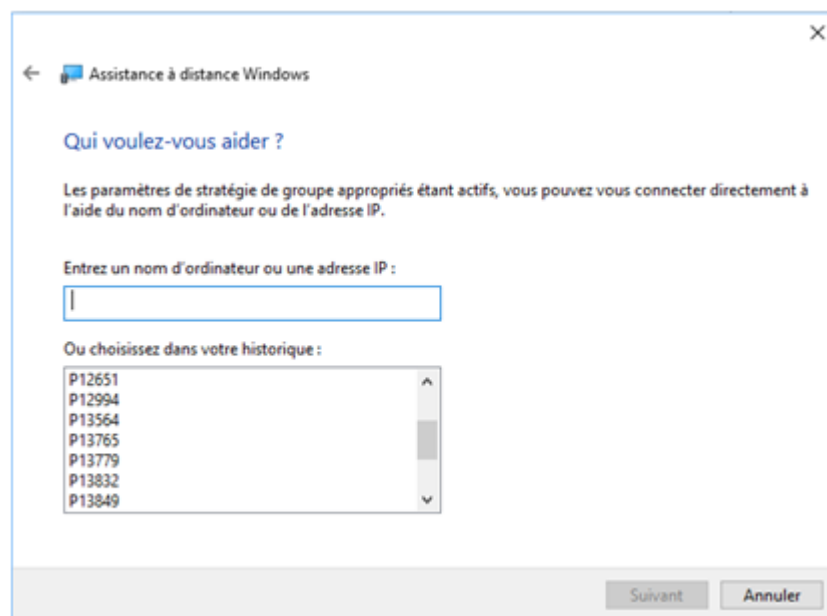 Assistance à distance Windows
Qui voulez-vous aider ?
Les paramètres de stratégie de groupe appropriés étant actifs, vous pouvez vous connecter directement à
l'aide du nom d'ordinateur ou de l'adresse IP.
Entrez un nom d'ordinateur ou une adresse IP :
Ou choisissez dans votre historique :
P12651
P12994
P13564
P13765
P13779
P13832
P13849
Suivant
Annuler